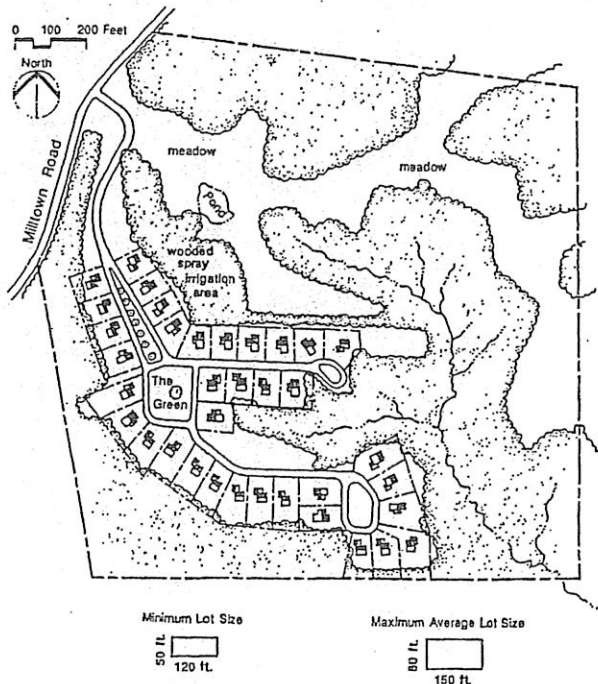 0 100 200 Feet
North
Milltown Road
meadow
meadow
Pond
wooded
spray
irrigation
area
The
Green
Minimum Lot Size
50 ft.
120 ft.
Maximum Average Lot Size
80 ft.
150 ft.